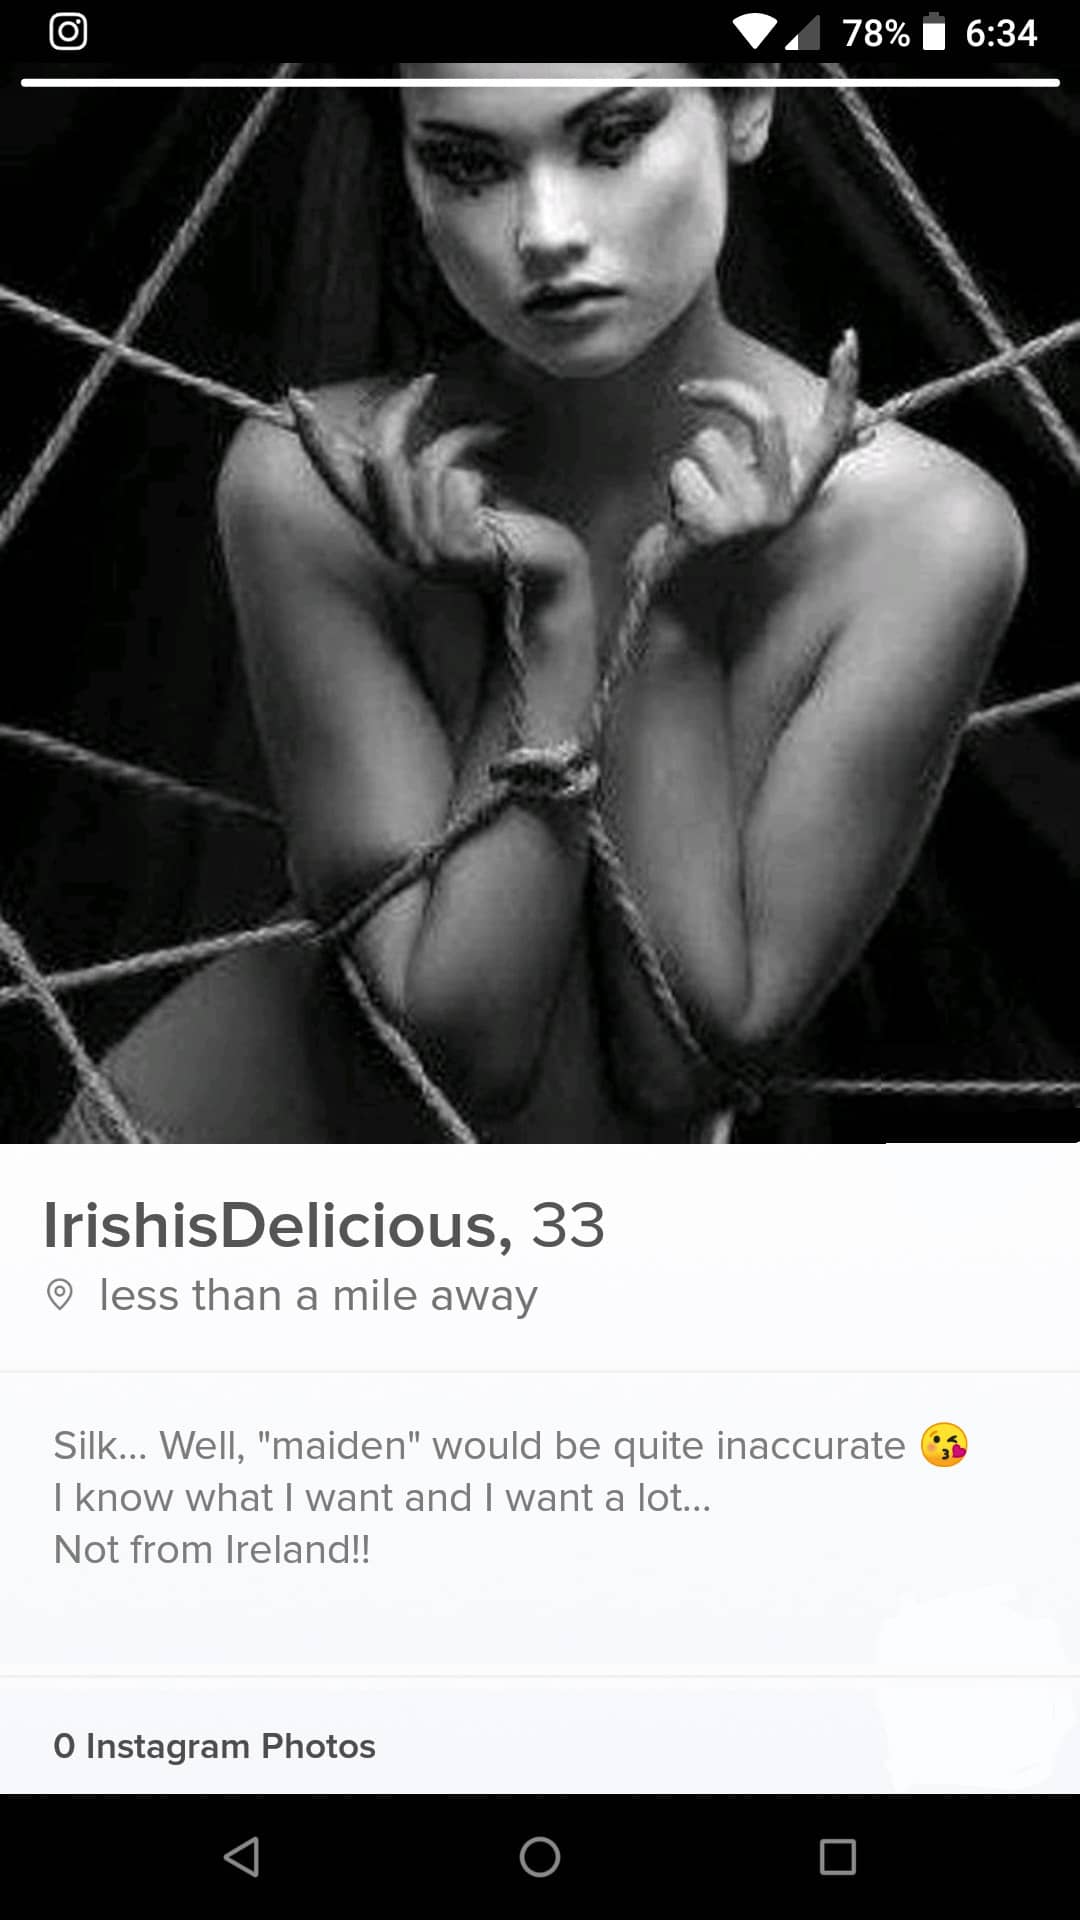 78% 6:34
IrishisDelicious, 33
less than a mile away
Silk... Well, "maiden" would be quite inaccurate 😘
I know what I want and I want a lot...
Not from Ireland!!
0 Instagram Photos